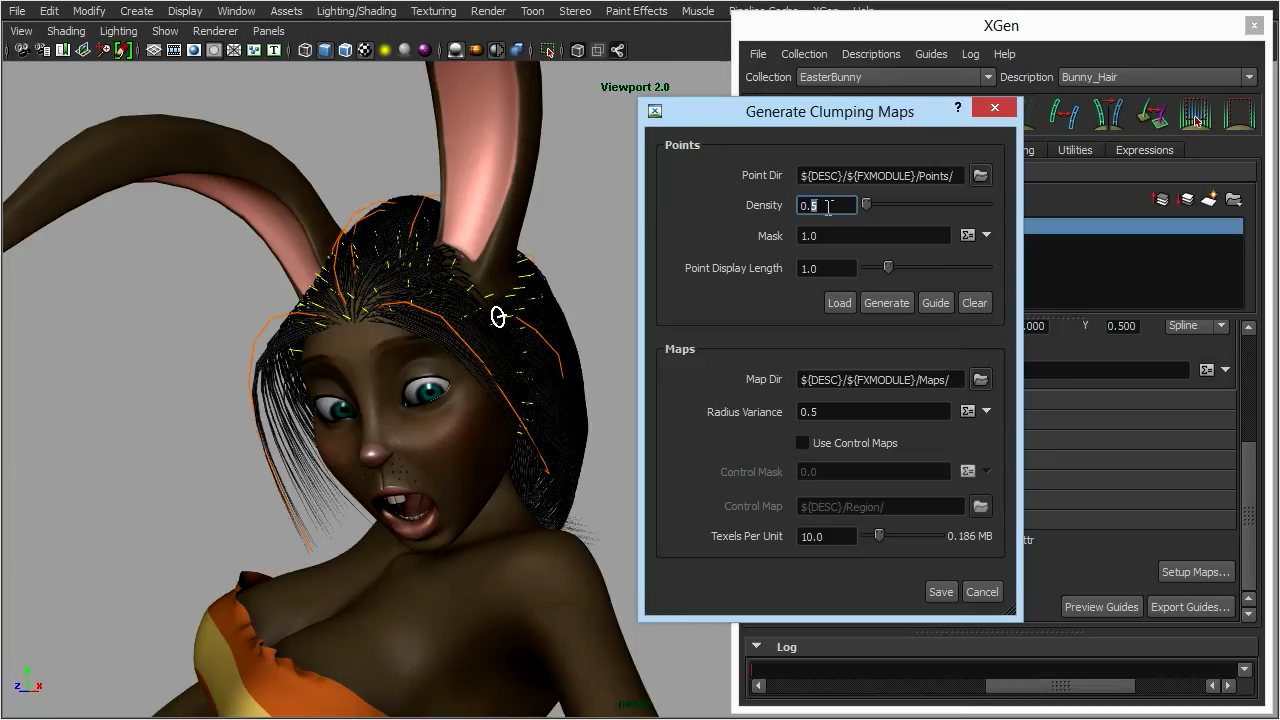 File Edit Modify Create Display Window Assets Lighting/Shading Texturing Render Toon Stereo Paint Effects Muscle
View Shading Lighting Show Renderer Panels
XGen
File Collection Descriptions Guides Log Help
Collection EasterBunny Description Bunny_Hair
Viewport 2.0
Generate Clumping Maps
?
Utilities Expressions
Points
Point Dir ${DESC}/${FXMODULE}/Points/
Density 0.5
Mask 1.0
Point Display Length 1.0
Load Generate Guide Clear
.000 Y 0.500 Spline
Maps
Map Dir ${DESC}/${FXMODULE}/Maps/
Radius Variance 0.5
Use Control Maps
Control Mask 0.0
Control Map ${DESC}/Region/
Texels Per Unit 10.0 0.186 MB
Setup Maps...
Save Cancel
Preview Guides Export Guides...
Log
z x